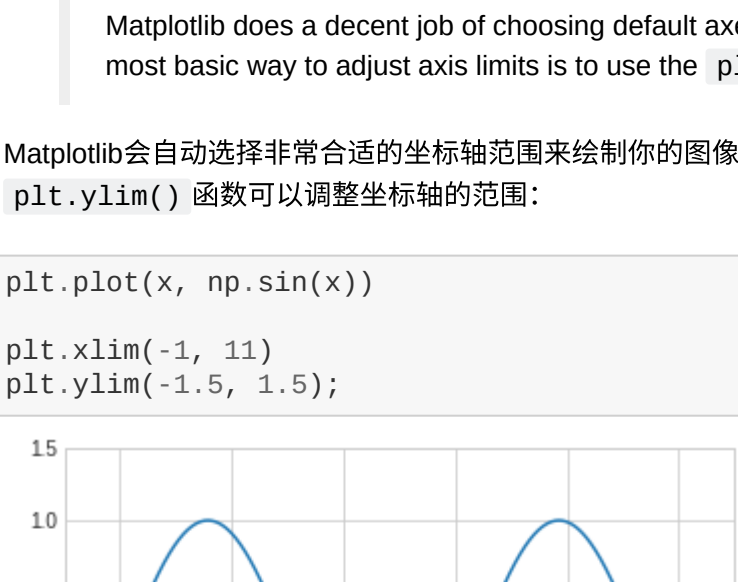 Matplotlib does a decent job of choosing default
most basic way to adjust axis limits is to use the
Matplotlib会自动选择非常合适的坐标轴范围来绘制你的图像
plt.ylim() 函数可以调整坐标轴的范围：
plt.plot(x, np.sin(x))
plt.xlim(-1, 11)
plt.ylim(-1.5, 1.5);
1.5
1.0